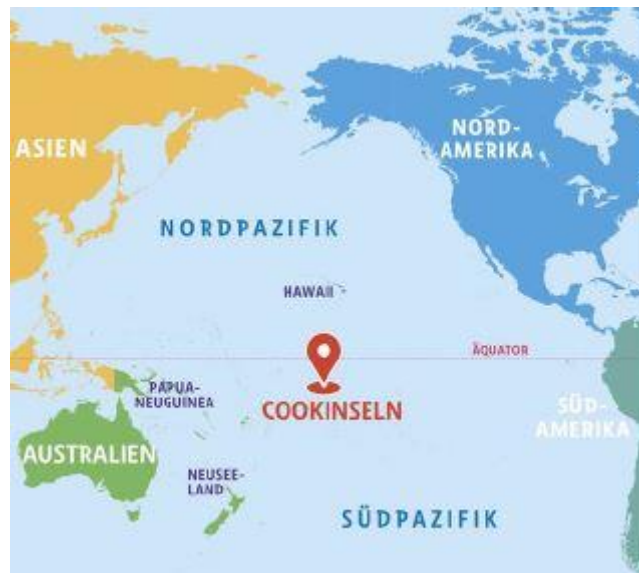 NORD-
AMERIKA
ASIEN
NORDPAZIFIK
HAWAII
ÄQUATOR
PAPUA-
NEUGUINEA
COOKINSELN
SÜD-
AMERIKA
AUSTRALIEN
NEUSEE-
LAND
SÜDPAZIFIK